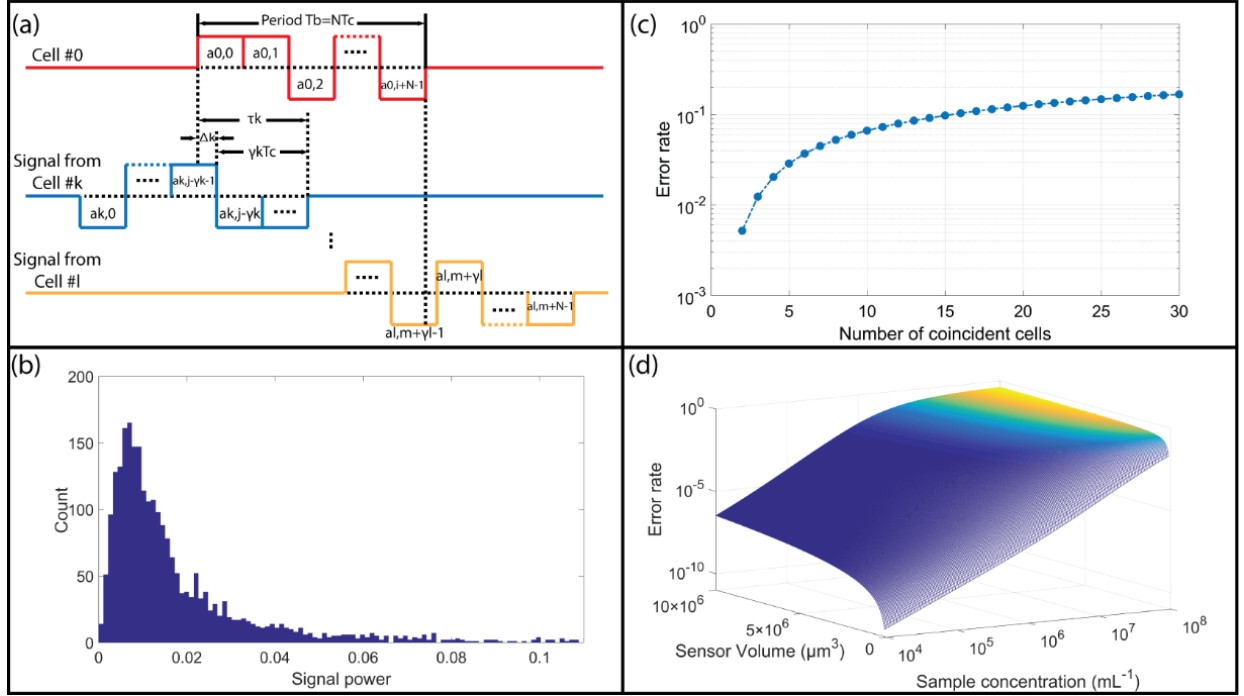 (a)
Period Tb=NTc
Cell #0
a0,0
a0,1
a0,2
a0,i+N-1
τk
Δk
γkTc
Signal from
Cell #k
ak,0
ak,j-γk-1
ak,j-γk
Signal from
Cell #l
al,m+γl
al,m+γl-1
al,m+N-1
(b)
200
150
100
50
0
Count
0
0.02
0.04
0.06
0.08
0.1
Signal power
(c)
10^0
10^-1
10^-2
10^-3
Error rate
0
5
10
15
20
25
30
Number of coincident cells
(d)
10^0
10^-5
10^-10
Error rate
10×10^6
5×10^6
0
Sensor Volume (μm^3)
10^4
10^5
10^6
10^7
10^8
Sample concentration (mL^-1)